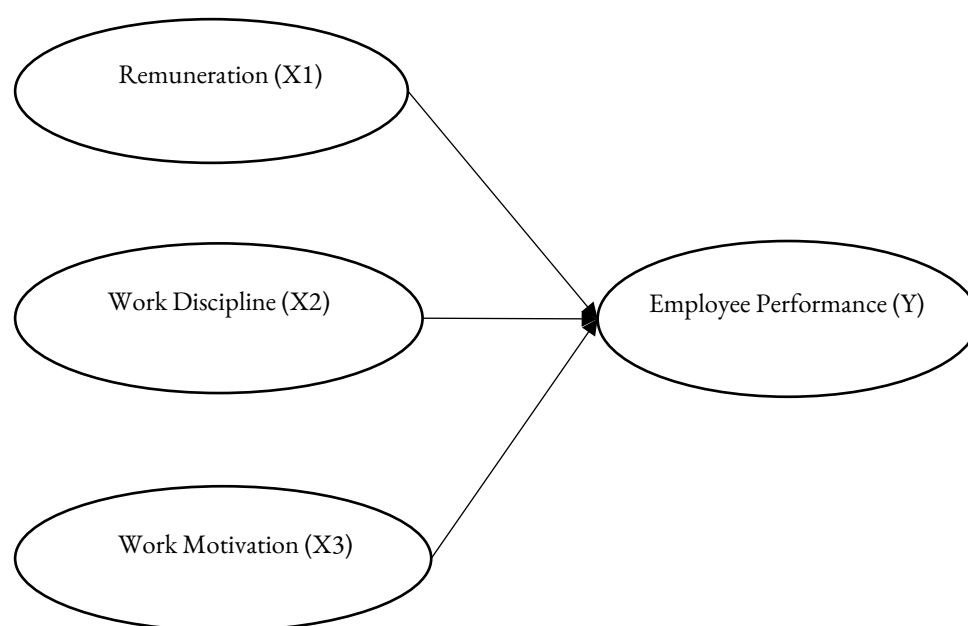 Remuneration (X1)
Work Discipline (X2)
Employee Performance (Y)
Work Motivation (X3)